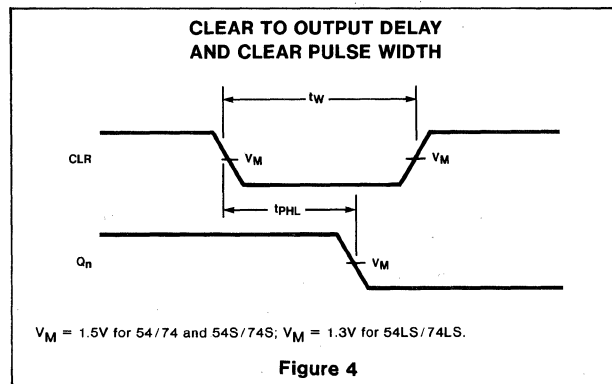 CLEAR TO OUTPUT DELAY
AND CLEAR PULSE WIDTH
tW
CLR
VM
VM
tPHL
Qn
VM
VM = 1.5V for 54/74 and 54S/74S; VM = 1.3V for 54LS/74LS.
Figure 4